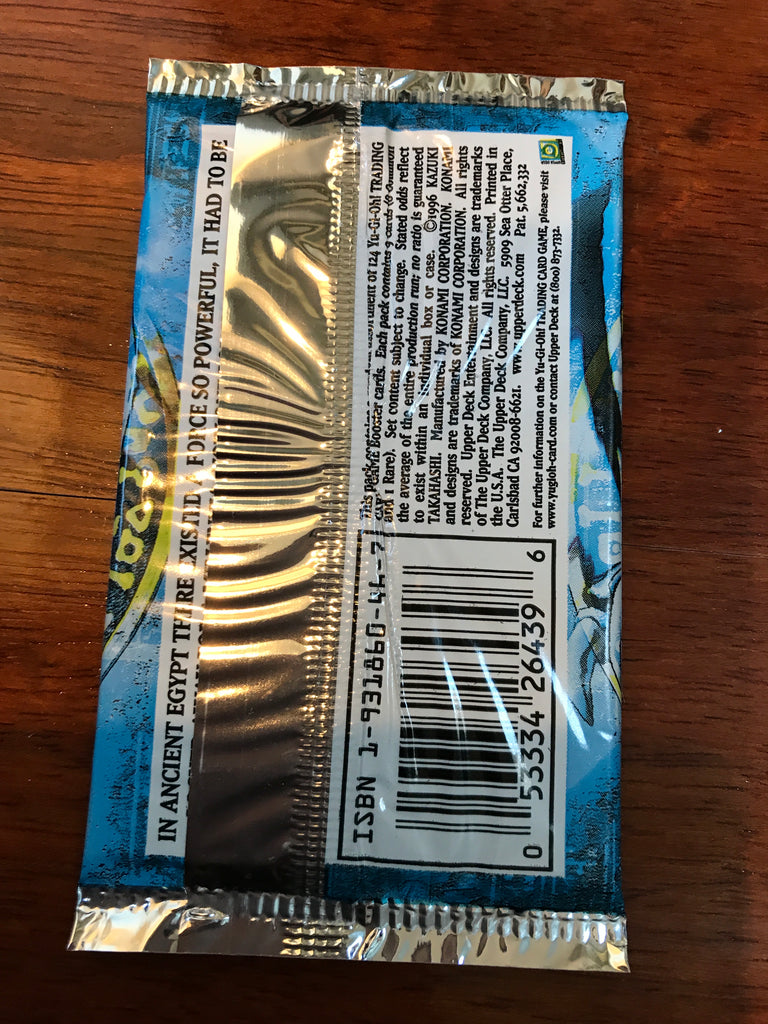 IN ANCIENT EGYPT THERE EXISTED A FORCE SO POWERFUL, IT HAD TO BE
This pack contains a of 124 Yu-Gi-Oh! TRADING
CARD GAME Booster cards. Each pack contains 9 cards (8 Commons
and 1 Rare). Set content subject to change. Stated odds reflect
the average of the entire production run; no ratio is guaranteed
to exist within an individual box or case. ©1996 KAZUKI
TAKAHASHI. Manufactured by KONAMI CORPORATION. KONAMI
and designs are trademarks of KONAMI CORPORATION. All rights
reserved. Upper Deck Entertainment and designs are trademarks
of The Upper Deck Company, LLC. All rights reserved. Printed in
the U.S.A. The Upper Deck Company, LLC. 5909 Sea Otter Place,
Carlsbad CA 92008-6621. www.upperdeck.com Pat. 5,662,332
For further information on the Yu-Gi-Oh! TRADING CARD GAME, please visit
www.yugioh-card.com or contact Upper Deck at (800) 873-7332.
ISBN 1-931860-44-7
0 53334 26439 6